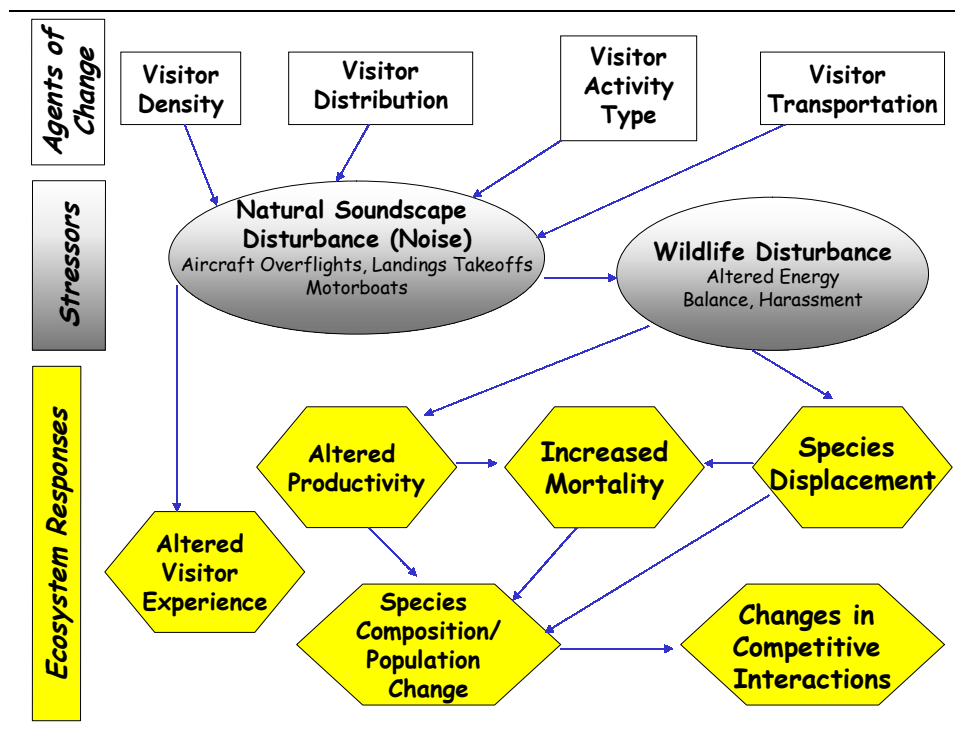 Agents of
Change
Visitor
Density
Visitor
Distribution
Visitor
Activity
Type
Visitor
Transportation
Stressors
Natural Soundscape
Disturbance (Noise)
Aircraft Overflights, Landings Takeoffs
Motorboats
Wildlife Disturbance
Altered Energy
Balance, Harassment
Ecosystem Responses
Altered
Productivity
Increased
Mortality
Species
Displacement
Altered
Visitor
Experience
Species
Composition/
Population
Change
Changes in
Competitive
Interactions